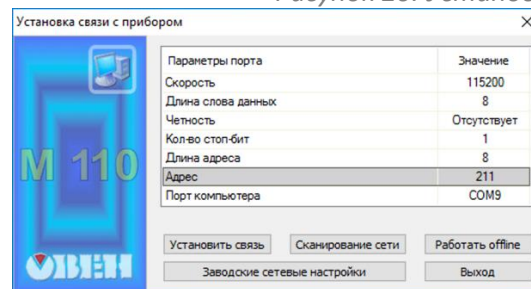 Установка связи с прибором
Параметры порта Значение
Скорость 115200
Длина слова данных 8
Четность Отсутствует
Кол-во стоп-бит 1
Длина адреса 8
Адрес 211
Порт компьютера COM9
М 110
ОВЕН
Установить связь Сканирование сети Работать offline
Заводские сетевые настройки Выход